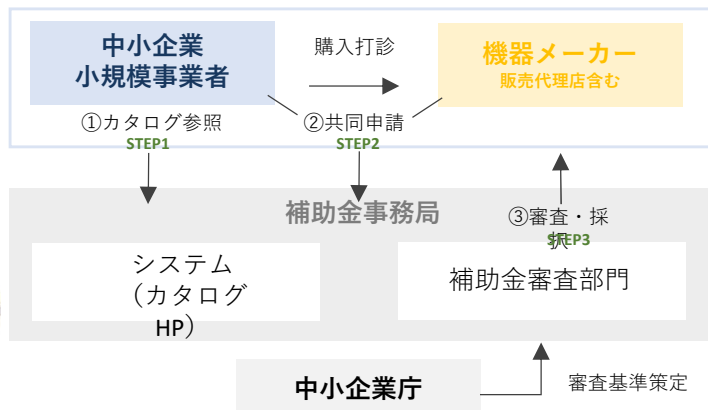 中小企業
小規模事業者
購入打診
機器メーカー
販売代理店含む
①カタログ参照
STEP1
②共同申請
STEP2
補助金事務局
③審査・採
択
STEP3
システム
（カタログ
HP）
補助金審査部門
中小企業庁
審査基準策定